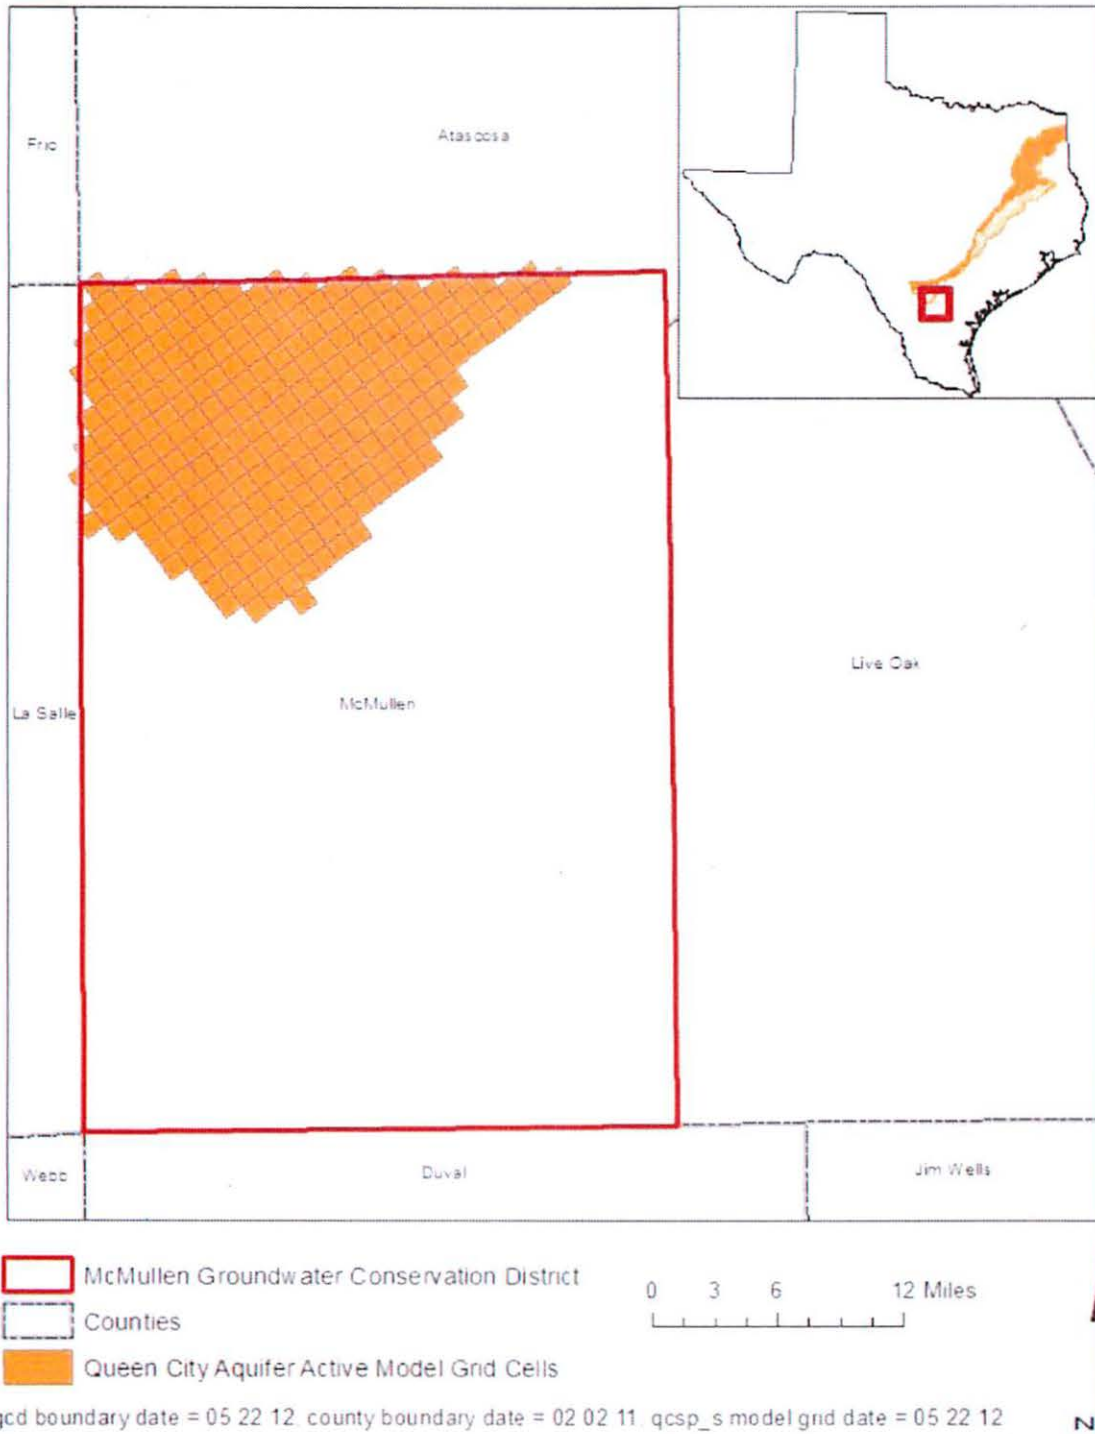 Frio
Atascosa
La Salle
McMullen
Live Oak
Webb
Duval
Jim Wells
McMullen Groundwater Conservation District
Counties
Queen City Aquifer Active Model Grid Cells
0 3 6 12 Miles
gcd boundary date = 05 22 12. county boundary date = 02 02 11. qcsp_s model grid date = 05 22 12
N